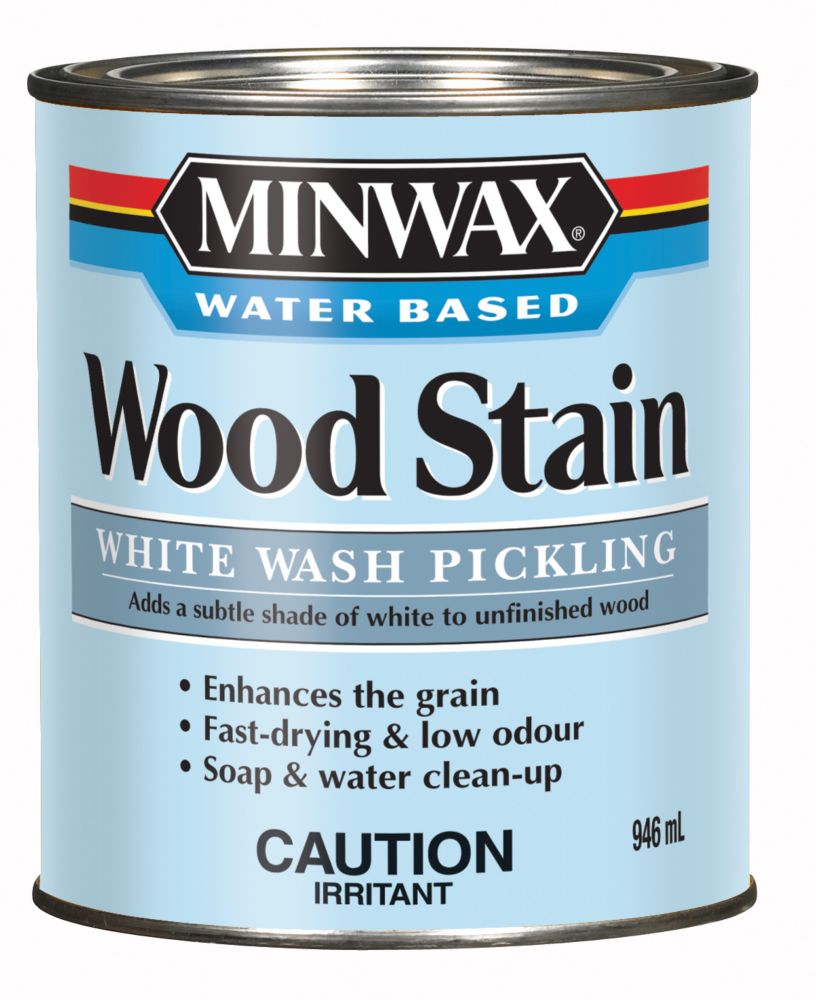 MINWAX®
WATER BASED
Wood Stain
WHITE WASH PICKLING
Adds a subtle shade of white to unfinished wood
• Enhances the grain
• Fast-drying & low odour
• Soap & water clean-up
946 mL
CAUTION
IRRITANT